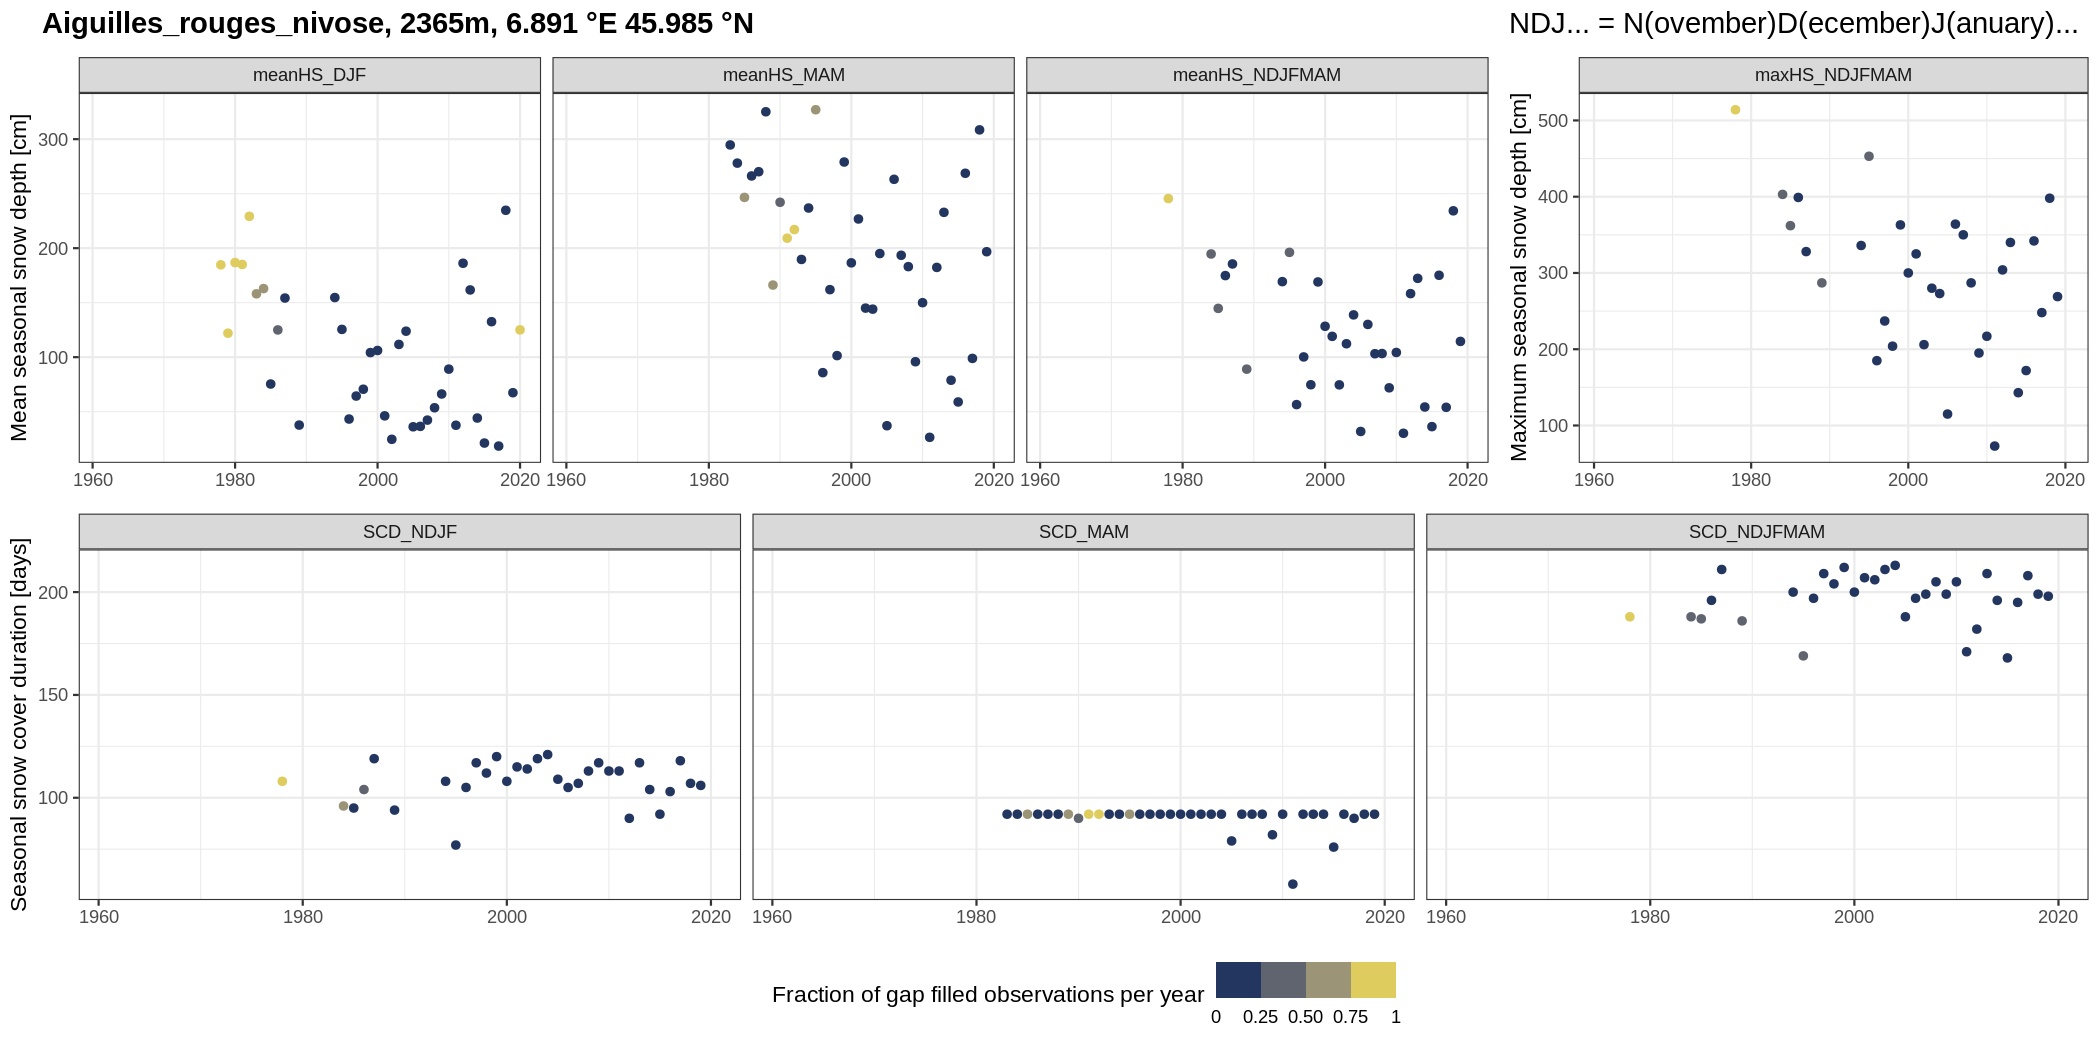 Aiguilles_rouges_nivose, 2365m, 6.891 °E 45.985 °N
NDJ... = N(ovember)D(ecember)J(anuary)...
meanHS_DJF
meanHS_MAM
meanHS_NDJFMAM
maxHS_NDJFMAM
Mean seasonal snow depth [cm]
300
200
100
1960 1980 2000 2020
1960 1980 2000 2020
1960 1980 2000 2020
Maximum seasonal snow depth [cm]
500
400
300
200
100
1960 1980 2000 2020
SCD_NDJF
SCD_MAM
SCD_NDJFMAM
Seasonal snow cover duration [days]
200
150
100
1960 1980 2000 2020
1960 1980 2000 2020
1960 1980 2000 2020
Fraction of gap filled observations per year
0 0.25 0.50 0.75 1